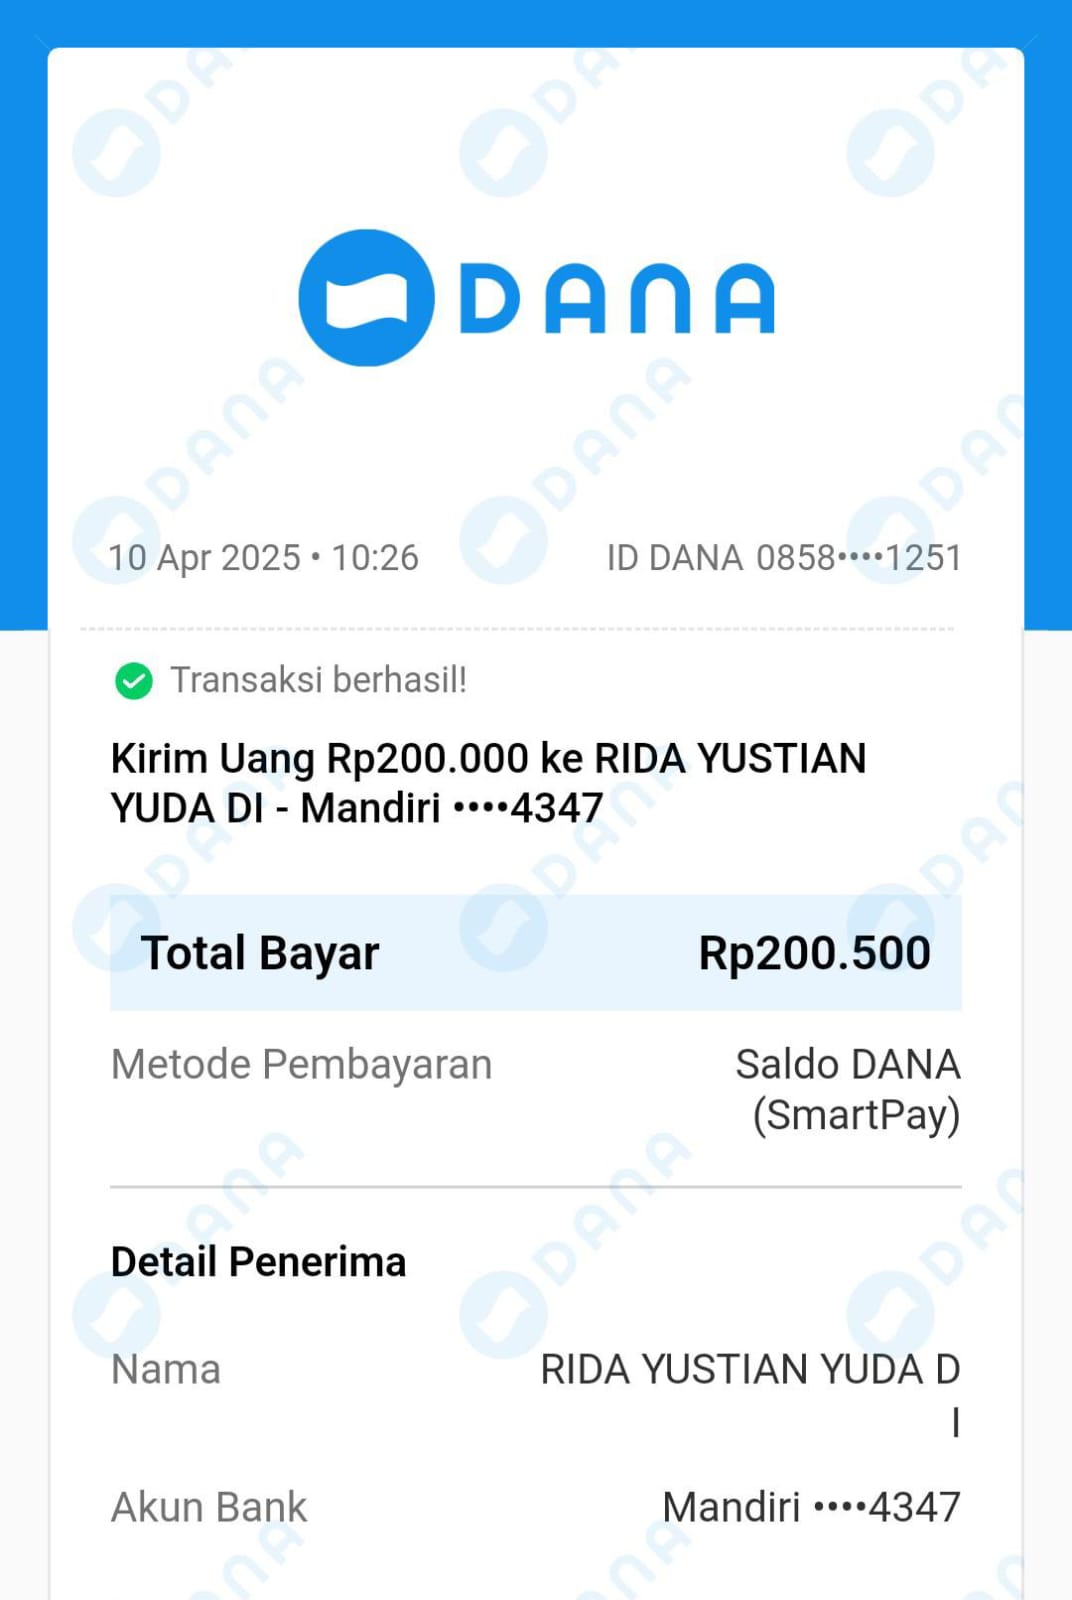 DANA
10 Apr 2025 • 10:26 ID DANA 0858••••1251
Transaksi berhasil!
Kirim Uang Rp200.000 ke RIDA YUSTIAN
YUDA DI - Mandiri ••••4347
Total Bayar Rp200.500
Metode Pembayaran Saldo DANA
(SmartPay)
Detail Penerima
Nama RIDA YUSTIAN YUDA D
I
Akun Bank Mandiri ••••4347